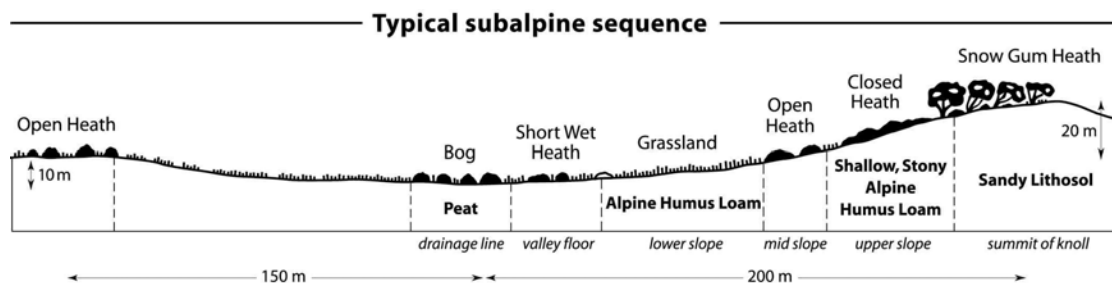 Typical subalpine sequence
Snow Gum Heath
Closed
Heath
Open
Heath
Open Heath
Short Wet
Heath
Grassland
Bog
20 m
10 m
Shallow, Stony
Alpine
Humus Loam
Sandy Lithosol
Peat
Alpine Humus Loam
drainage line
valley floor
lower slope
mid slope
upper slope
summit of knoll
150 m
200 m